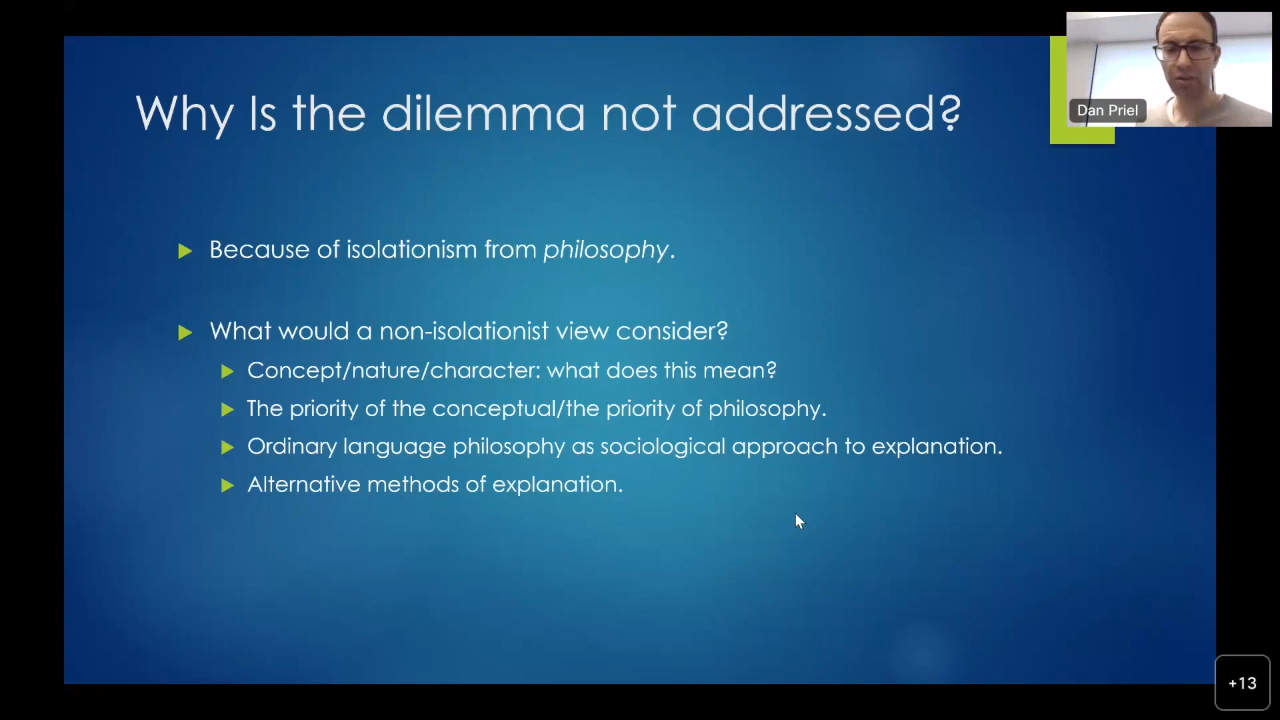 Why Is the dilemma not addressed?
Dan Priel
Because of isolationism from philosophy.
What would a non-isolationist view consider?
Concept/nature/character: what does this mean?
The priority of the conceptual/the priority of philosophy.
Ordinary language philosophy as sociological approach to explanation.
Alternative methods of explanation.
+13